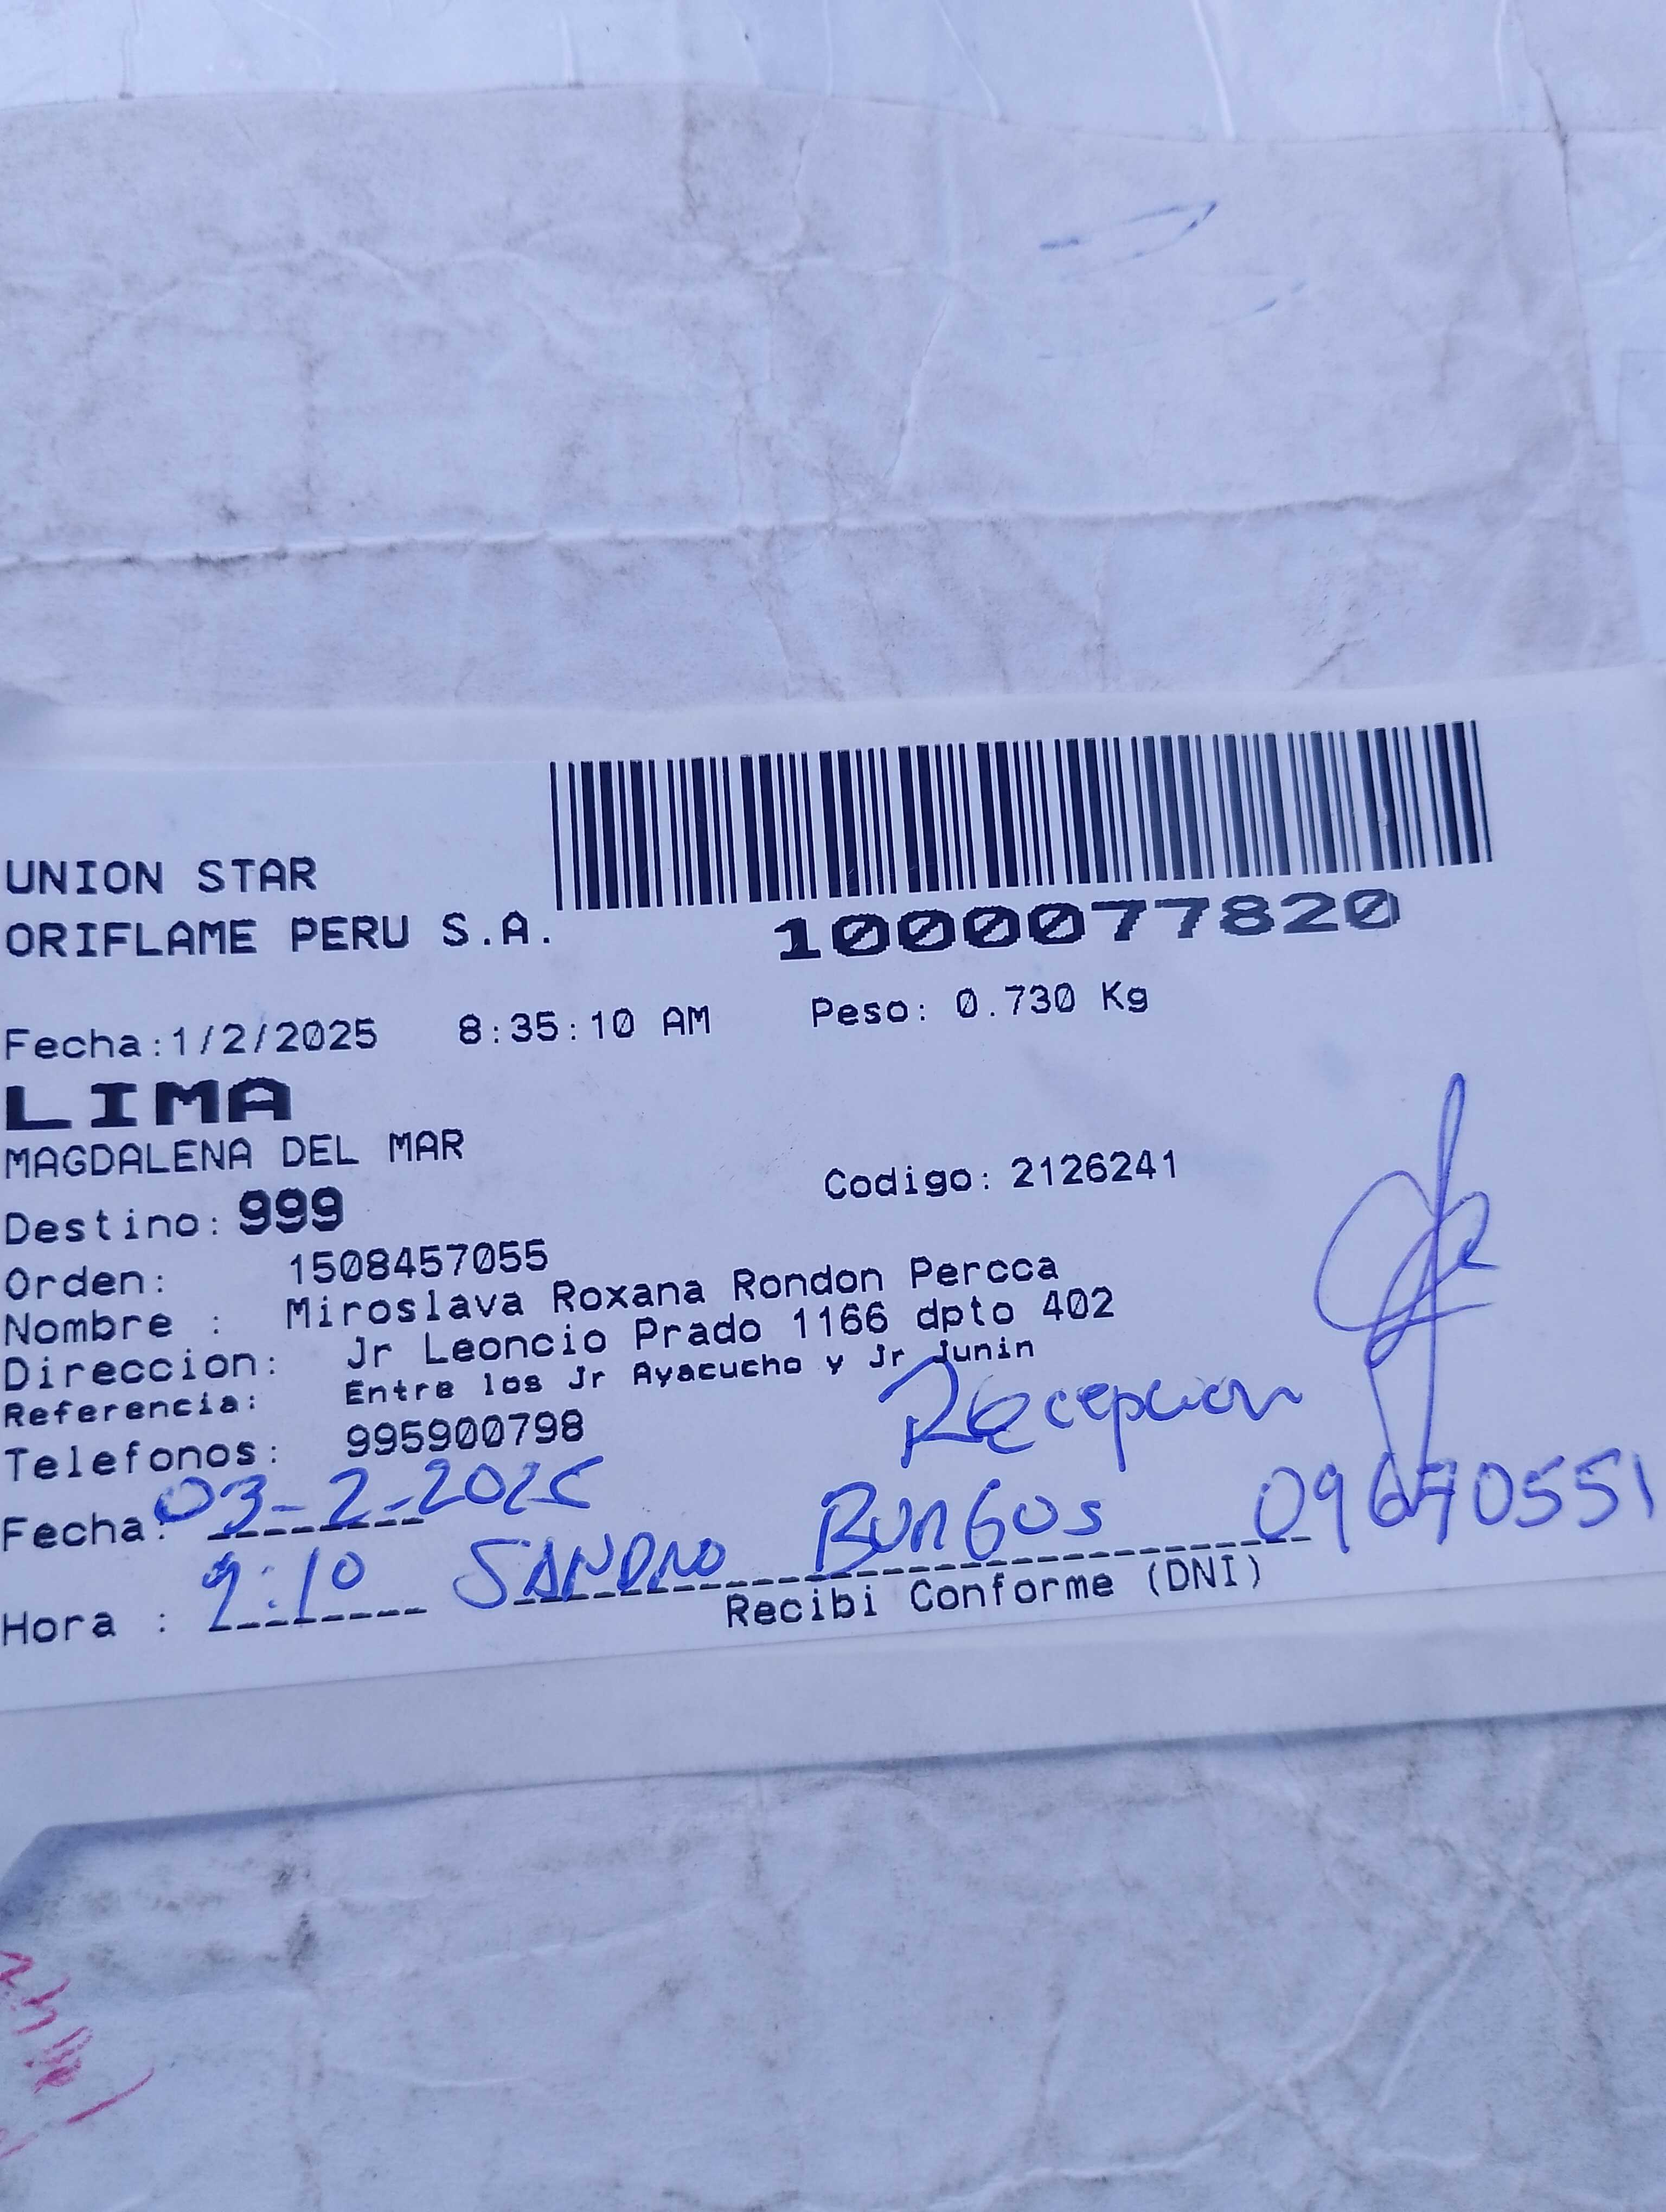 UNION STAR
ORIFLAME PERU S.A.
1000077820
Fecha:1/2/2025 8:35:10 AM Peso: 0.730 Kg
LIMA
MAGDALENA DEL MAR
Codigo: 2126241
Destino: 999
Orden: 1508457055
Nombre : Miroslava Roxana Rondon Percca
Direccion: Jr Leoncio Prado 1166 dpto 402
Referencia: Entre los Jr Ayacucho y Jr Junin
Telefonos: 995900798
Recepcion
Fecha: 03-2-2025
Hora : 9:10 SANDRO BURGOS 09670551
Recibi Conforme (DNI)